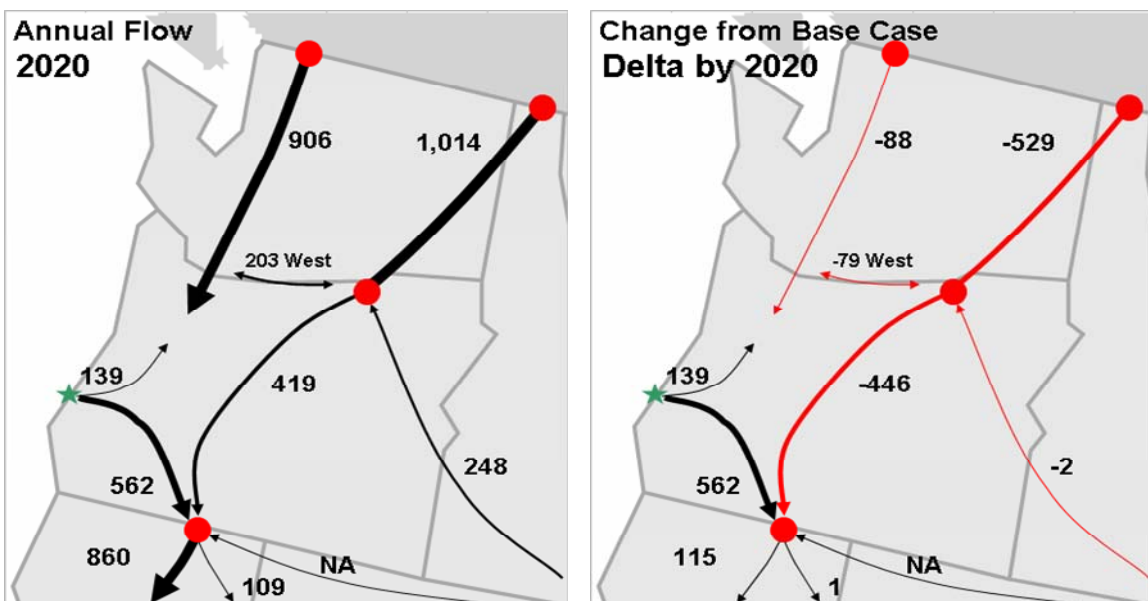 Annual Flow
2020
906
1,014
203 West
139
419
248
562
860
NA
109
Change from Base Case
Delta by 2020
-88
-529
-79 West
139
-446
-2
562
115
NA
1